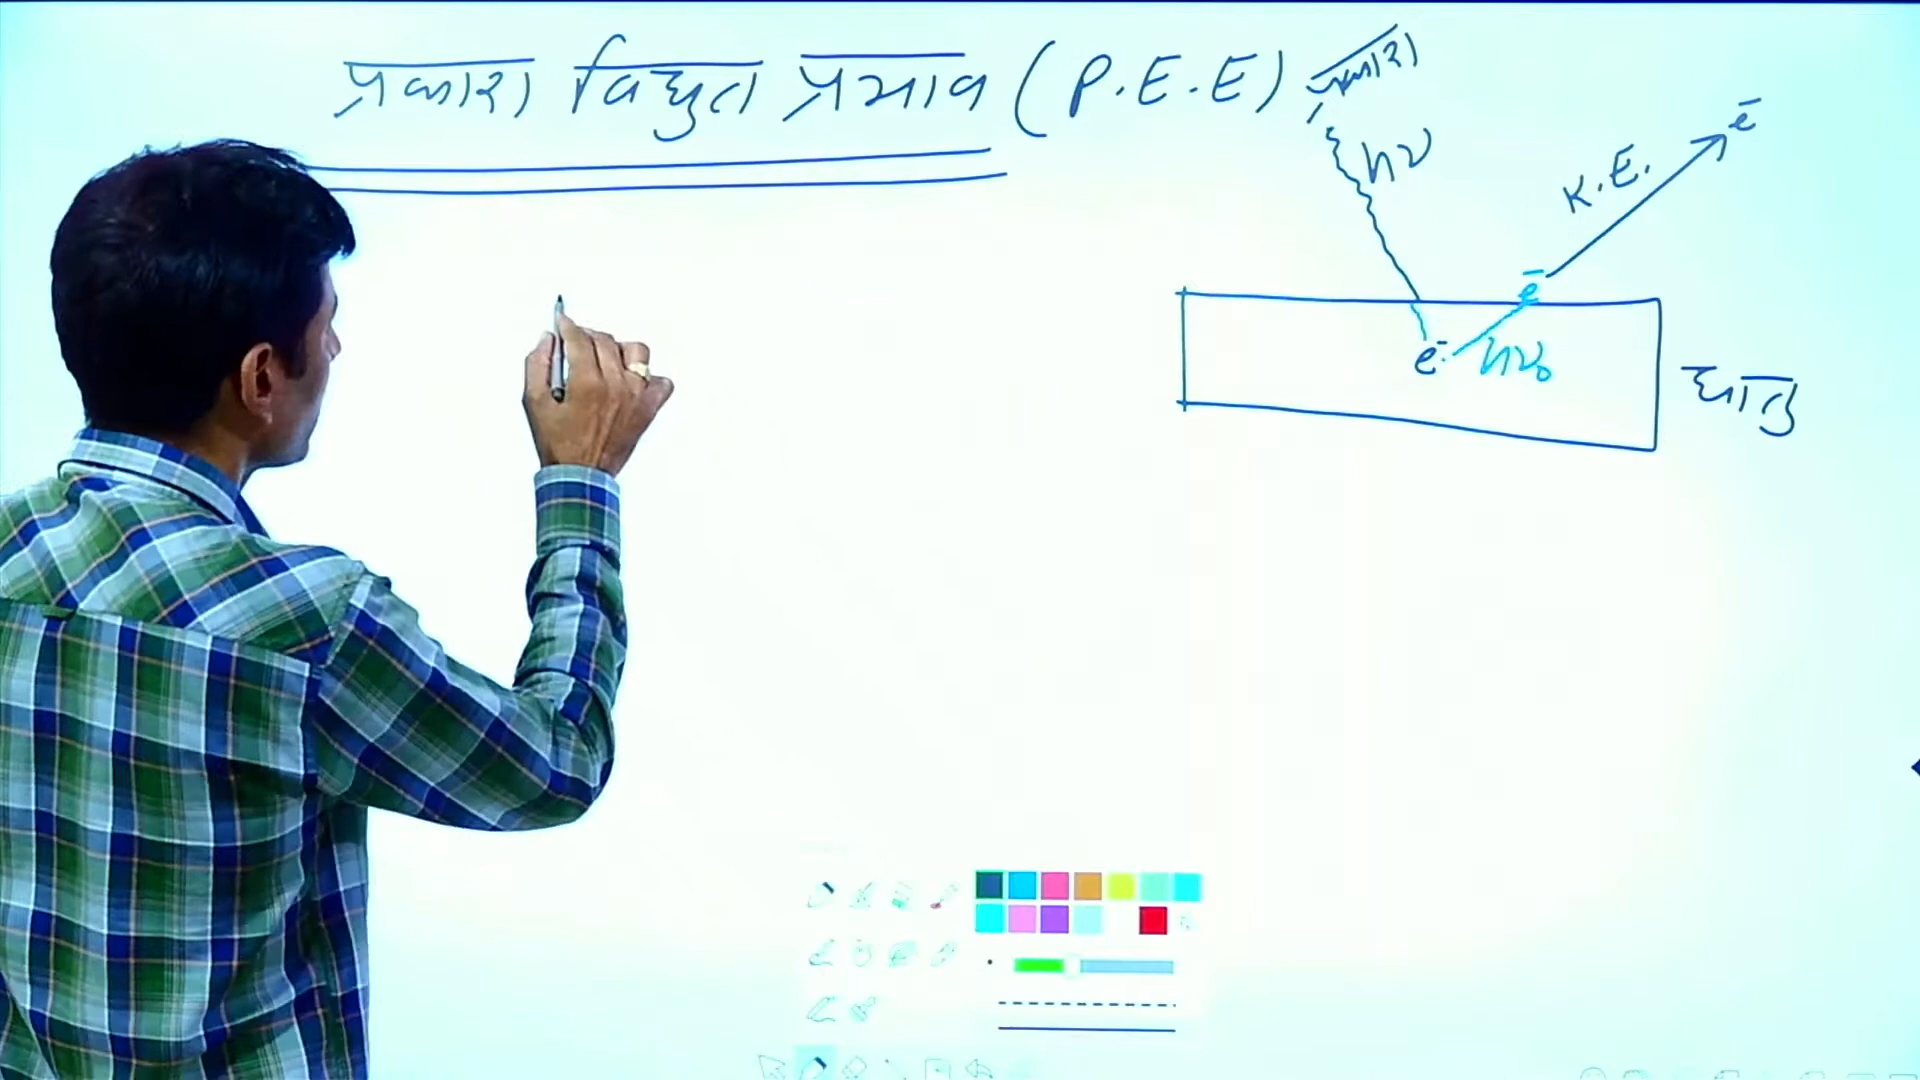 प्रकाश विद्युत प्रभाव (P.E.E)
प्रकाश
hν
K.E.
e⁻
e⁻
e⁻
hν₀
धातु